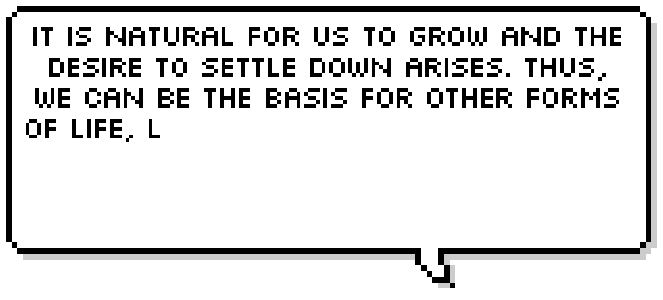 IT IS NATURAL FOR US TO GROW AND THE
DESIRE TO SETTLE DOWN ARISES. THUS,
WE CAN BE THE BASIS FOR OTHER FORMS
OF LIFE, L